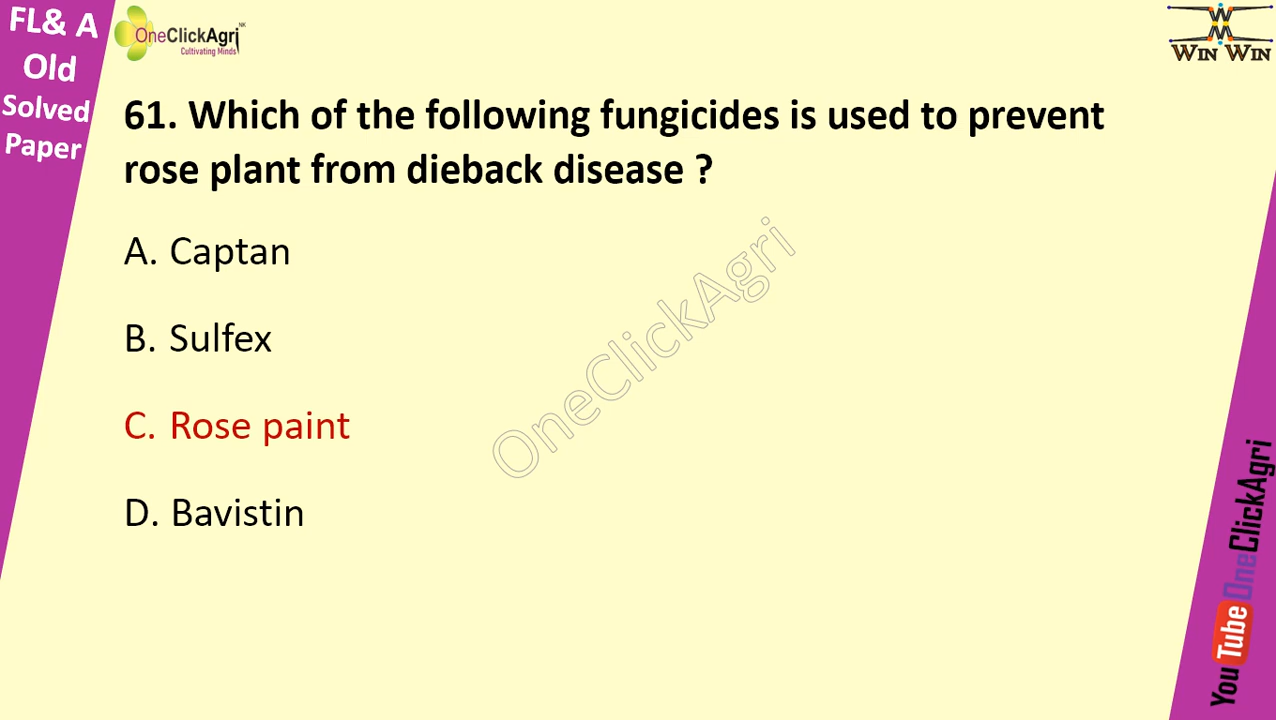 FL& A
Old
Solved
Paper
OneClickAgri NK
Cultivating Minds
WIN WIN
61. Which of the following fungicides is used to prevent
rose plant from dieback disease ?
A. Captan
B. Sulfex
C. Rose paint
D. Bavistin
OneClickAgri
YouTube OneClickAgri